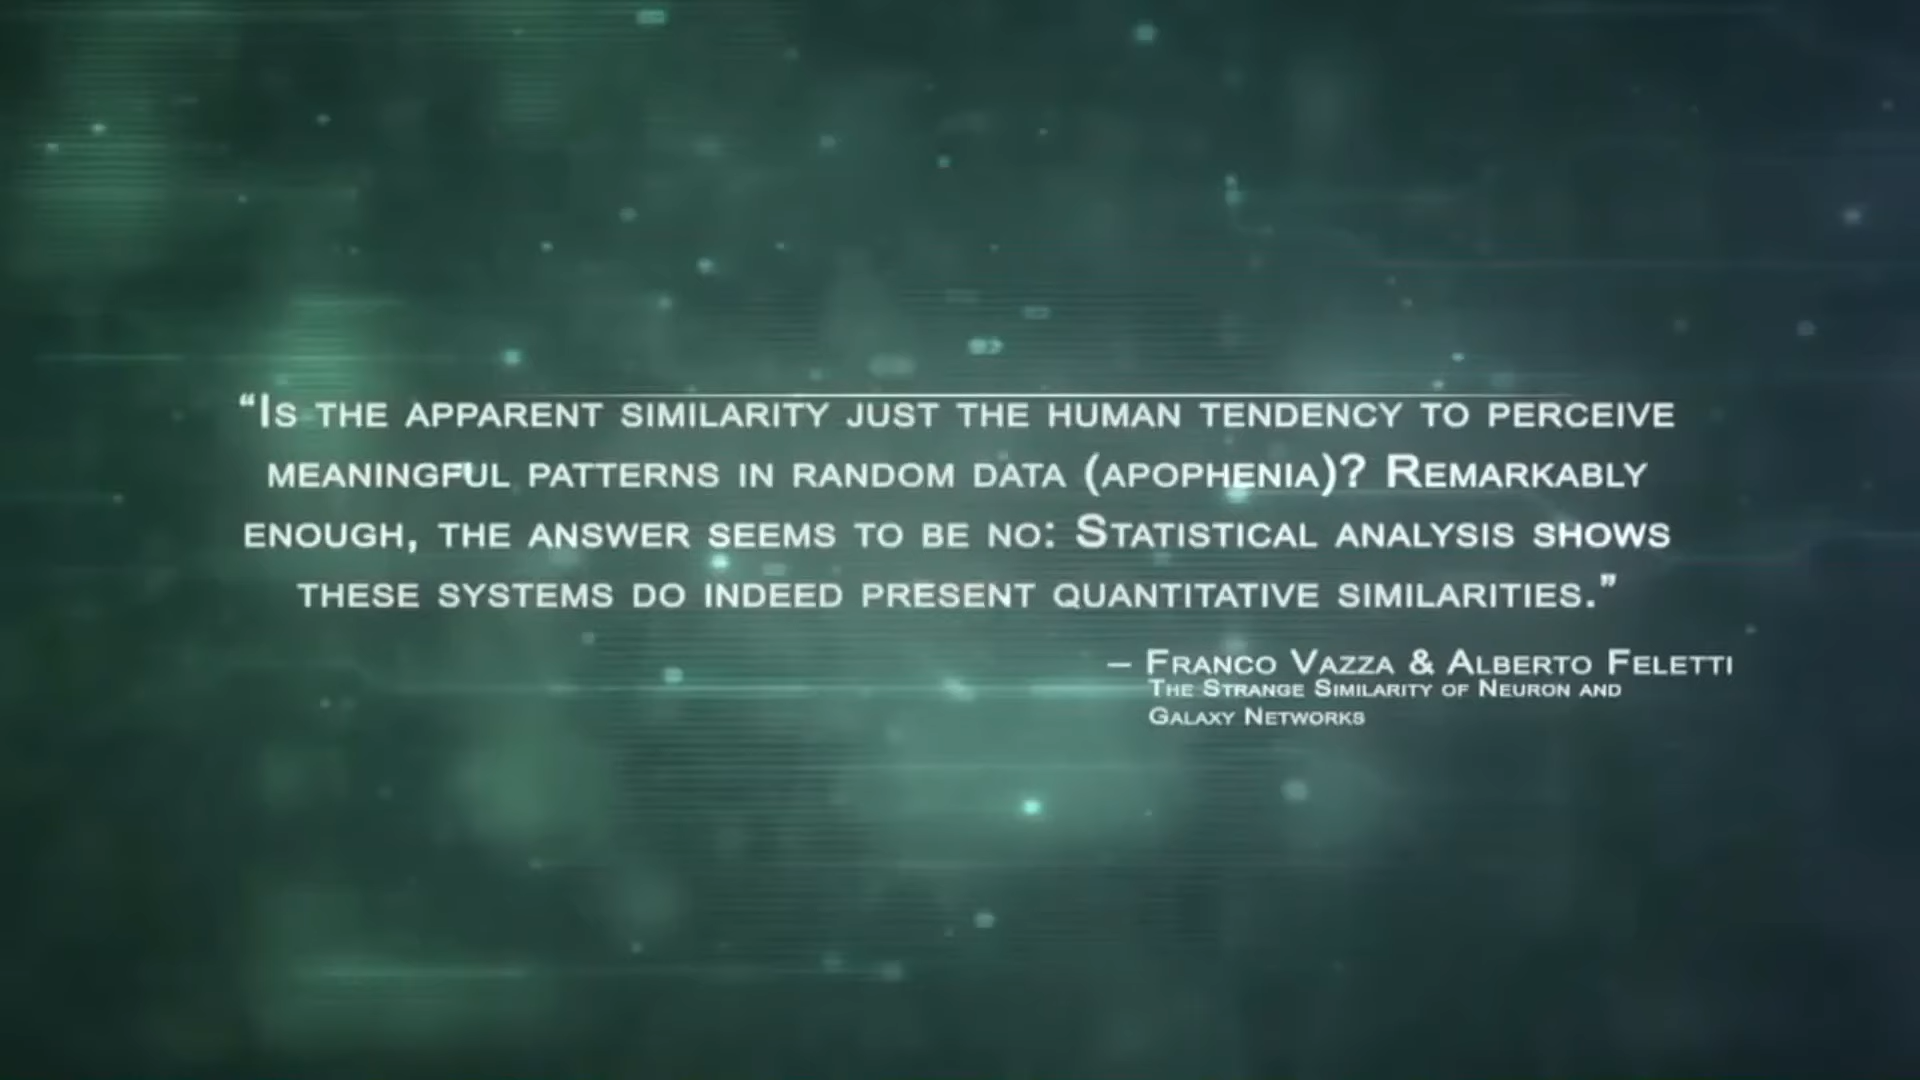 “Is the apparent similarity just the human tendency to perceive
meaningful patterns in random data (apophenia)? Remarkably
enough, the answer seems to be no: Statistical analysis shows
these systems do indeed present quantitative similarities.”
– Franco Vazza & Alberto Feletti
The Strange Similarity of Neuron and
Galaxy Networks